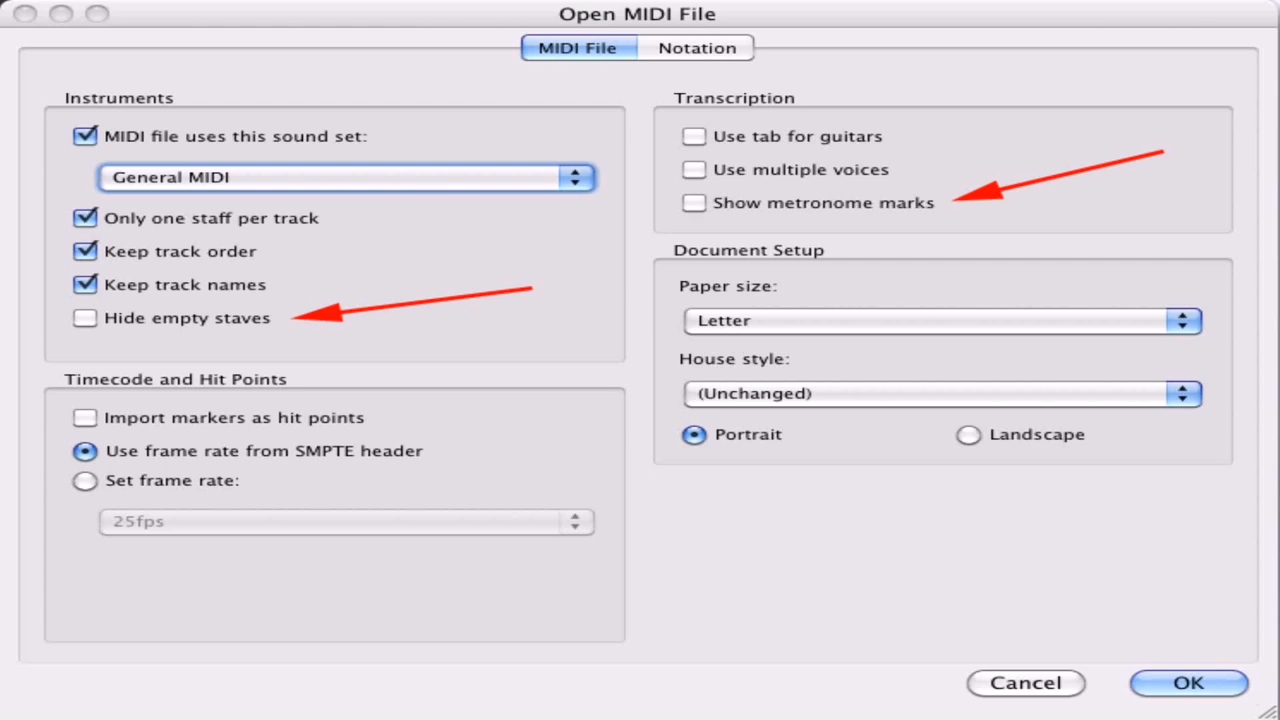 Open MIDI File
MIDI File
Notation
Instruments
MIDI file uses this sound set:
General MIDI
Only one staff per track
Keep track order
Keep track names
Hide empty staves
Timecode and Hit Points
Import markers as hit points
Use frame rate from SMPTE header
Set frame rate:
25fps
Transcription
Use tab for guitars
Use multiple voices
Show metronome marks
Document Setup
Paper size:
Letter
House style:
(Unchanged)
Portrait
Landscape
Cancel
OK